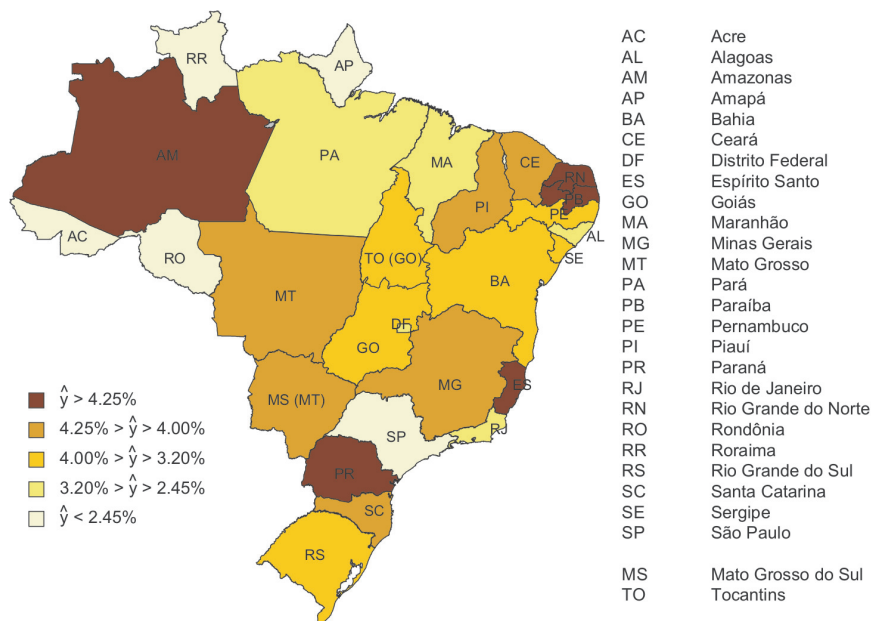 RR
AP
AM
PA
MA
CE
RN
PB
PE
PI
AL
SE
AC
RO
TO (GO)
BA
MT
DF
GO
MS (MT)
MG
ES
SP
RJ
PR
SC
RS
ŷ > 4.25%
4.25% > ŷ > 4.00%
4.00% > ŷ > 3.20%
3.20% > ŷ > 2.45%
ŷ < 2.45%
AC Acre
AL Alagoas
AM Amazonas
AP Amapá
BA Bahia
CE Ceará
DF Distrito Federal
ES Espírito Santo
GO Goiás
MA Maranhão
MG Minas Gerais
MT Mato Grosso
PA Pará
PB Paraíba
PE Pernambuco
PI Piauí
PR Paraná
RJ Rio de Janeiro
RN Rio Grande do Norte
RO Rondônia
RR Roraima
RS Rio Grande do Sul
SC Santa Catarina
SE Sergipe
SP São Paulo
MS Mato Grosso do Sul
TO Tocantins